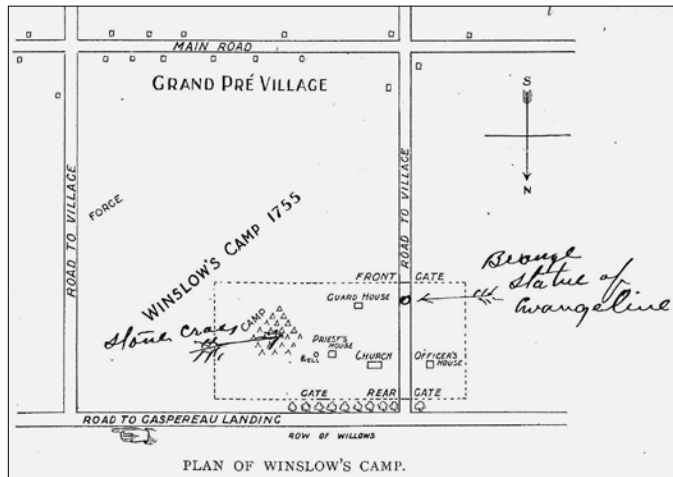 MAIN ROAD
GRAND PRÉ VILLAGE
S
N
ROAD TO VILLAGE
FORGE
WINSLOW'S CAMP 1755
ROAD TO VILLAGE
FRONT GATE
GUARD HOUSE
Bronze
Statue of
Evangeline
Stone Cross
CAMP
PRIEST'S
HOUSE
BELL
CHURCH
OFFICER'S
HOUSE
GATE REAR GATE
ROAD TO GASPEREAU LANDING
ROW OF WILLOWS
PLAN OF WINSLOW'S CAMP.